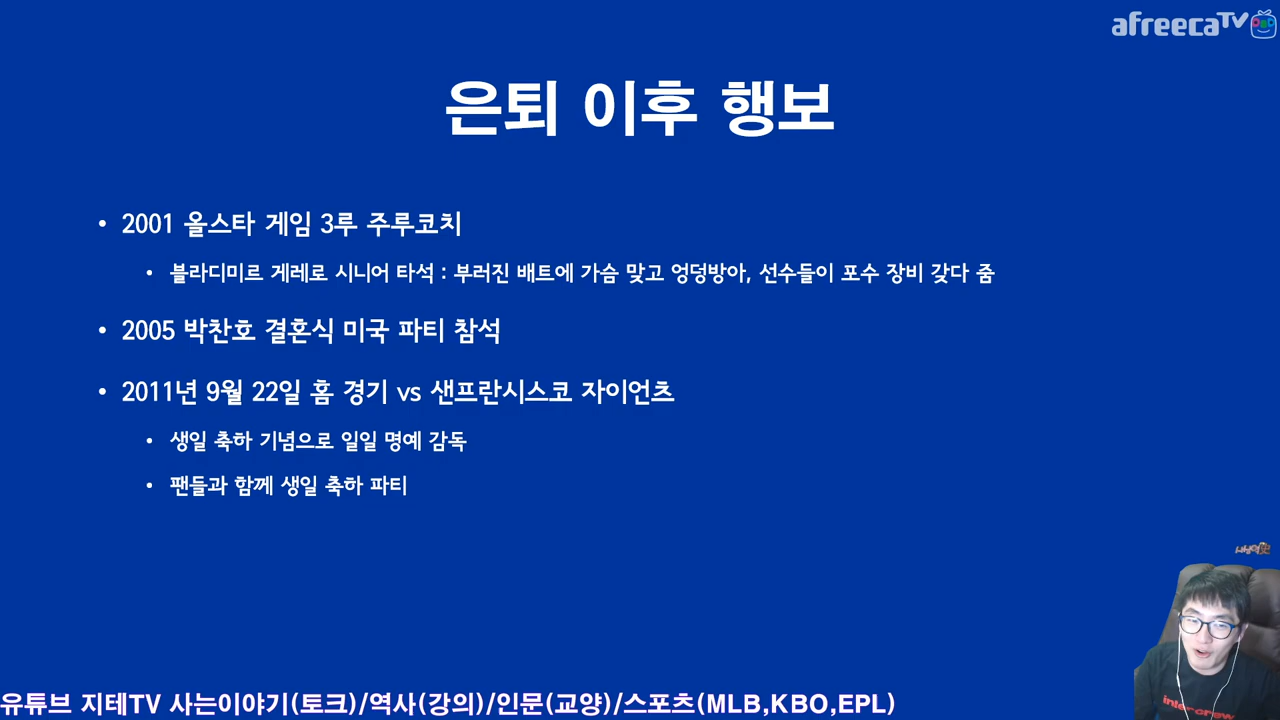 afreecaTV
은퇴 이후 행보
• 2001 올스타 게임 3루 주루코치
• 블라디미르 게레로 시니어 타석 : 부러진 배트에 가슴 맞고 엉덩방아, 선수들이 포수 장비 갖다 줌
• 2005 박찬호 결혼식 미국 파티 참석
• 2011년 9월 22일 홈 경기 vs 샌프란시스코 자이언츠
• 생일 축하 기념으로 일일 명예 감독
• 팬들과 함께 생일 축하 파티
intercrew
유튜브 지테TV 사는이야기(토크)/역사(강의)/인문(교양)/스포츠(MLB,KBO,EPL)